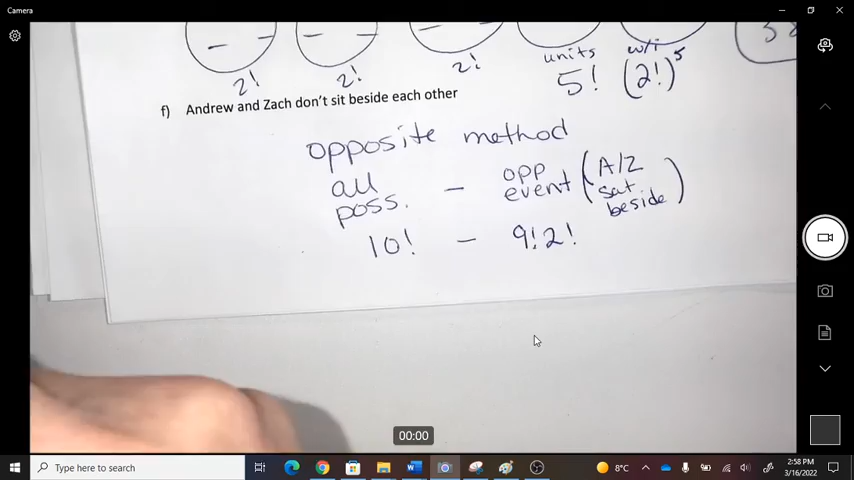 Camera
2!
2!
2!
units
5!
w/i
(2!)^5
f) Andrew and Zach don't sit beside each other
opposite method
all poss. - opp event (A/Z sat beside)
10! - 9!2!
00:00
Type here to search
8°C
2:58 PM
3/16/2022